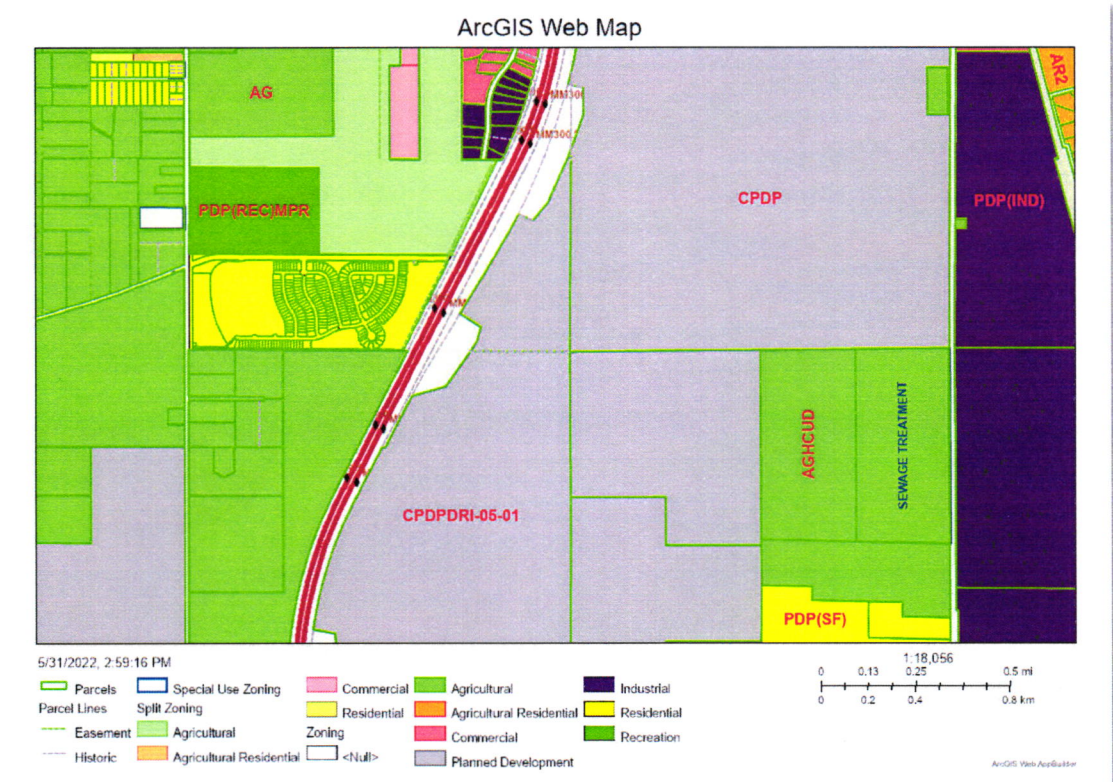 ArcGIS Web Map
AG
AR2
MM300
MM300
CPDP
PDP(IND)
PDP(REC)MPR
MM
AGHCUD
SEWAGE TREATMENT
CPDPDRI-05-01
PDP(SF)
5/31/2022, 2:59:16 PM
1:18,056
0 0.13 0.25 0.5 mi
0 0.2 0.4 0.8 km
Parcels
Parcel Lines
Easement
Historic
Special Use Zoning
Split Zoning
Agricultural
Agricultural Residential
Commercial
Residential
Zoning
<Null>
Agricultural
Agricultural Residential
Commercial
Planned Development
Industrial
Residential
Recreation
ArcGIS Web AppBuilder